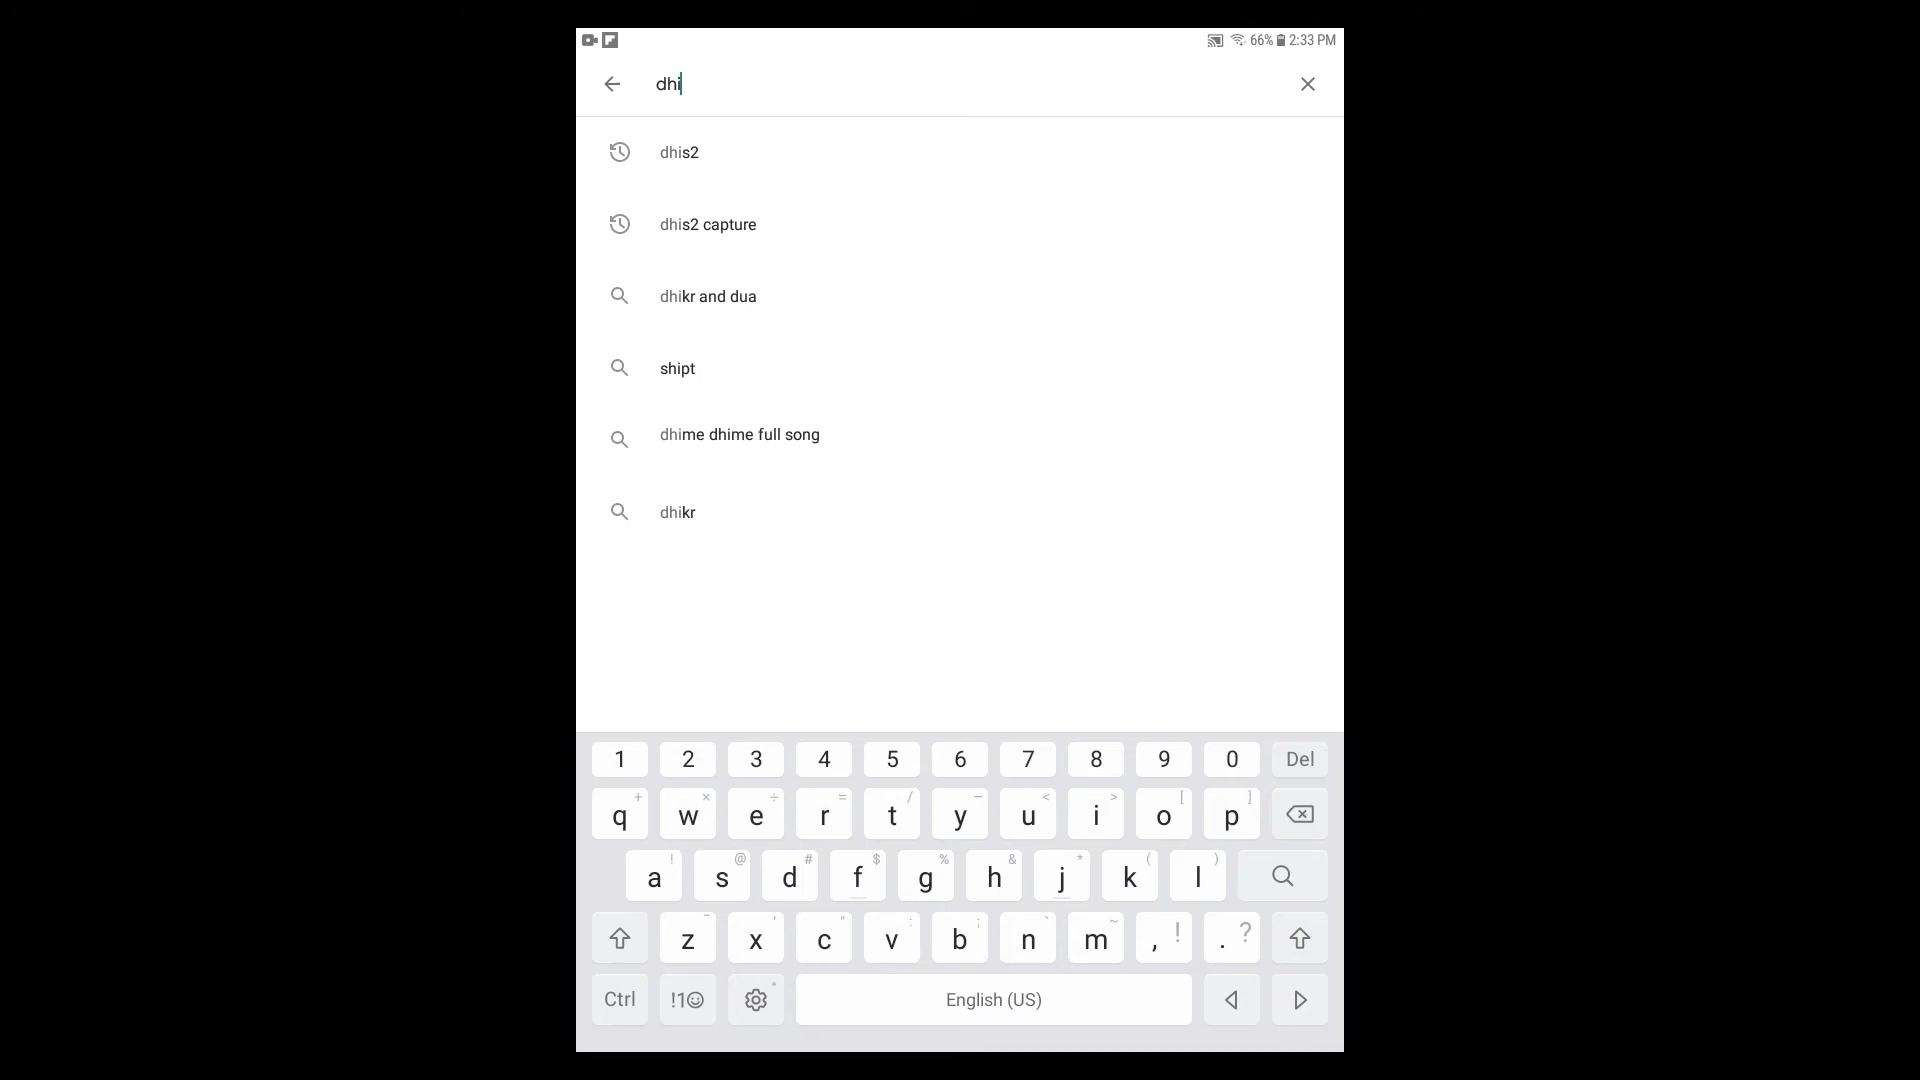 66% 2:33 PM
dhi
dhis2
dhis2 capture
dhikr and dua
shipt
dhime dhime full song
dhikr
1 2 3 4 5 6 7 8 9 0 Del
+ × ÷ = / – < > [ ]
q w e r t y u i o p
! @ # $ % & * ( )
a s d f g h j k l
- ' " : ; ` ~ ! ?
z x c v b n m , .
Ctrl !1☺ English (US)